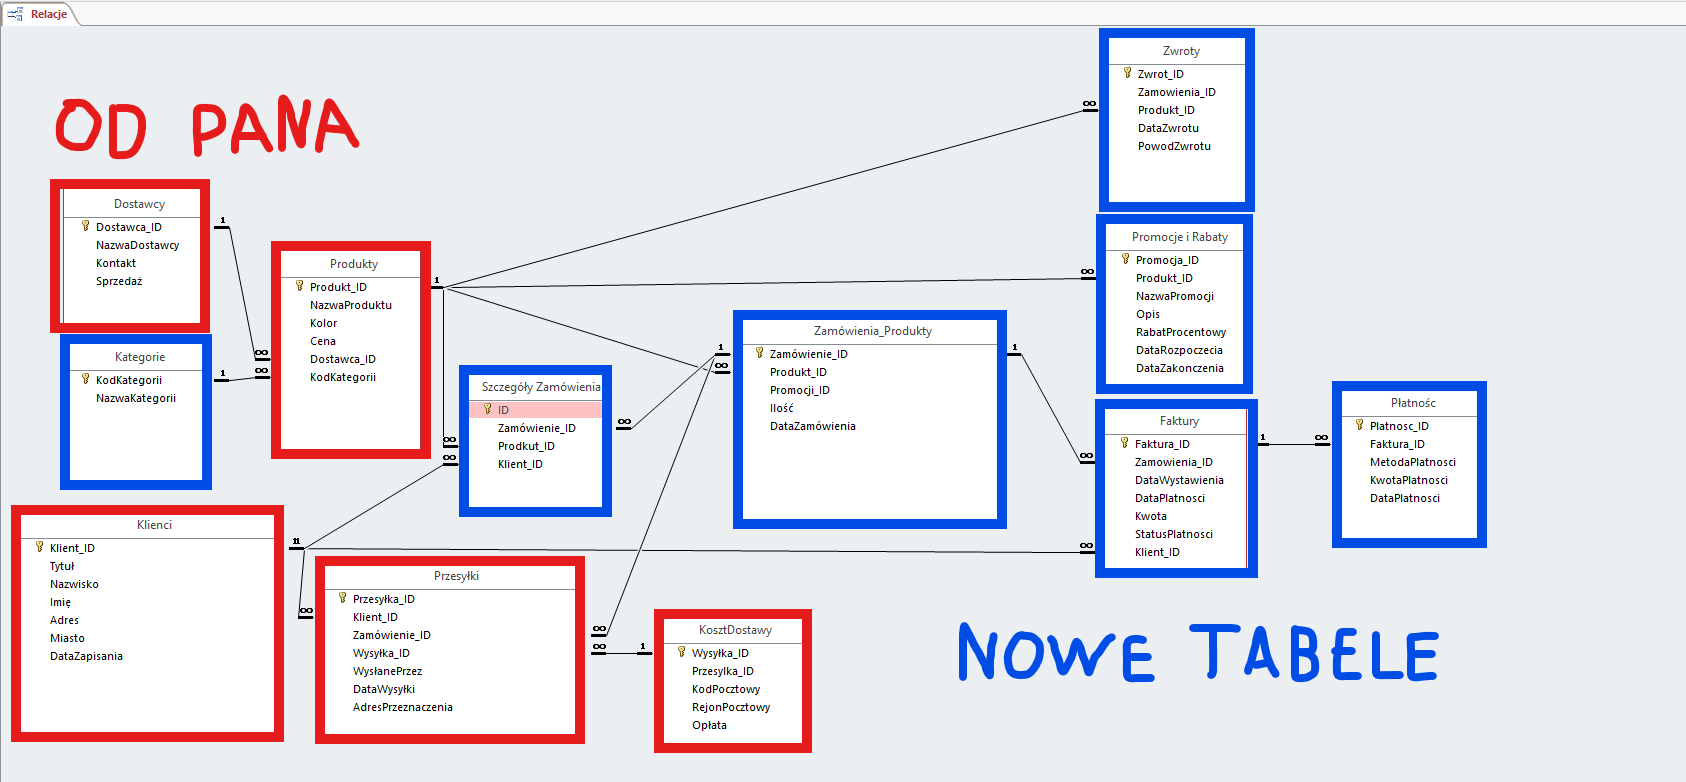 Relacje
OD PANA
Dostawcy
Dostawca_ID
NazwaDostawcy
Kontakt
Sprzedaż
Kategorie
KodKategorii
NazwaKategorii
Produkty
Produkt_ID
NazwaProduktu
Kolor
Cena
Dostawca_ID
KodKategorii
Klienci
Klient_ID
Tytuł
Nazwisko
Imię
Adres
Miasto
DataZapisania
Szczegóły Zamówienia
ID
Zamówienie_ID
Prodkut_ID
Klient_ID
Przesyłki
Przesyłka_ID
Klient_ID
Zamówienie_ID
Wysyłka_ID
WysłanePrzez
DataWysyłki
AdresPrzeznaczenia
KosztDostawy
Wysyłka_ID
Przesylka_ID
KodPocztowy
RejonPocztowy
Opłata
Zamówienia_Produkty
Zamówienie_ID
Produkt_ID
Promocji_ID
Ilość
DataZamówienia
Zwroty
Zwrot_ID
Zamowienia_ID
Produkt_ID
DataZwrotu
PowodZwrotu
Promocje i Rabaty
Promocja_ID
Produkt_ID
NazwaPromocji
Opis
RabatProcentowy
DataRozpoczecia
DataZakonczenia
Faktury
Faktura_ID
Zamowienia_ID
DataWystawienia
DataPlatnosci
Kwota
StatusPlatnosci
Klient_ID
Płatnośc
Platnosc_ID
Faktura_ID
MetodaPlatnosci
KwotaPlatnosci
DataPlatnosci
NOWE TABELE
1
∞
1
∞
1
∞
∞
∞
∞
1
∞
∞
1
∞
1
∞
11
∞
∞
∞
∞
1